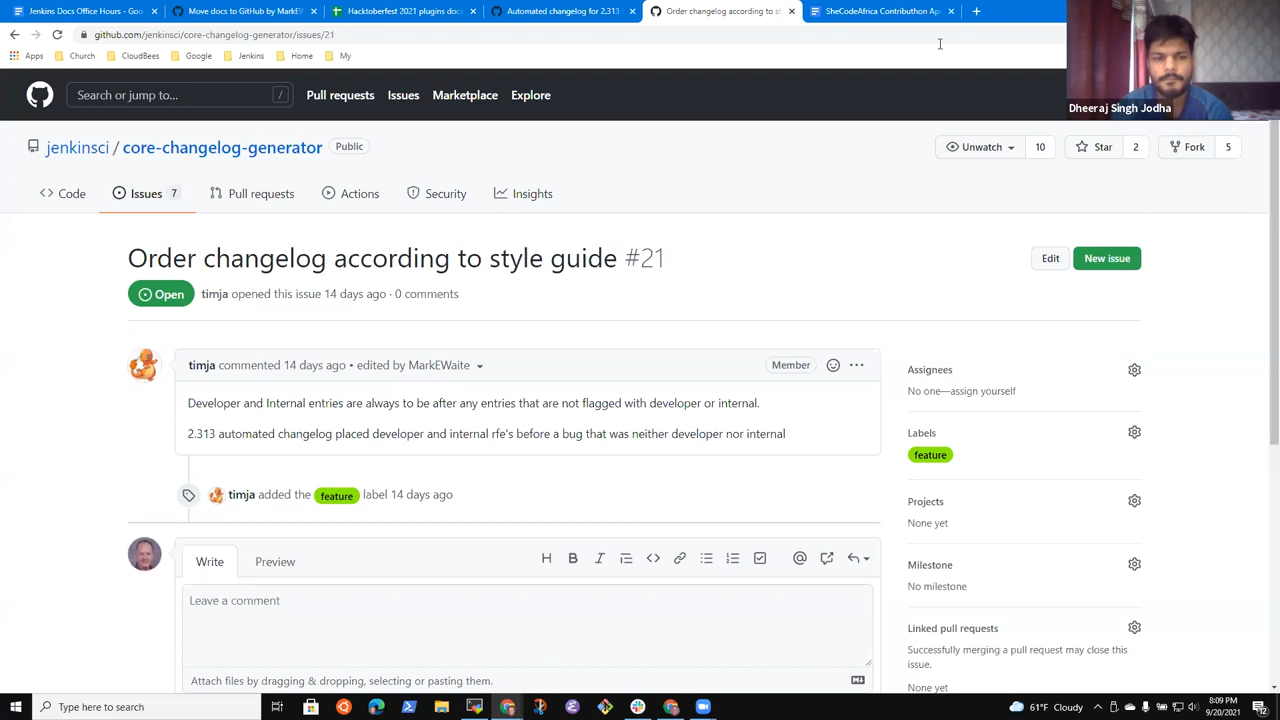 Jenkins Docs Office Hours - Goo
Move docs to GitHub by MarkEW
Hacktoberfest 2021 plugins docs
Automated changelog for 2.313
Order changelog according to st
SheCodeAfrica Contributhon Ap
github.com/jenkinsci/core-changelog-generator/issues/21
Apps
Church
CloudBees
Google
Jenkins
Home
My
Dheeraj Singh Jodha
Search or jump to...
/
Pull requests
Issues
Marketplace
Explore
jenkinsci / core-changelog-generator
Public
Unwatch
10
Star
2
Fork
5
Code
Issues 7
Pull requests
Actions
Security
Insights
Order changelog according to style guide #21
Edit
New issue
Open
timja opened this issue 14 days ago · 0 comments
timja commented 14 days ago • edited by MarkEWaite
Member
Developer and Internal entries are always to be after any entries that are not flagged with developer or internal.
2.313 automated changelog placed developer and internal rfe's before a bug that was neither developer nor internal
timja added the feature label 14 days ago
Write
Preview
Leave a comment
Attach files by dragging & dropping, selecting or pasting them.
Assignees
No one—assign yourself
Labels
feature
Projects
None yet
Milestone
No milestone
Linked pull requests
Successfully merging a pull request may close this
issue.
None yet
Type here to search
61°F Cloudy
8:09 PM
9/20/2021
12